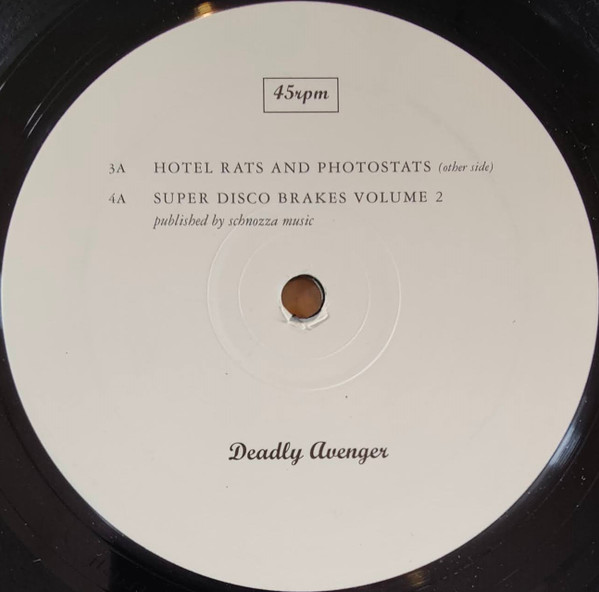 45rpm
3A HOTEL RATS AND PHOTOSTATS (other side)
4A SUPER DISCO BRAKES VOLUME 2
published by schnozza music
Deadly Avenger